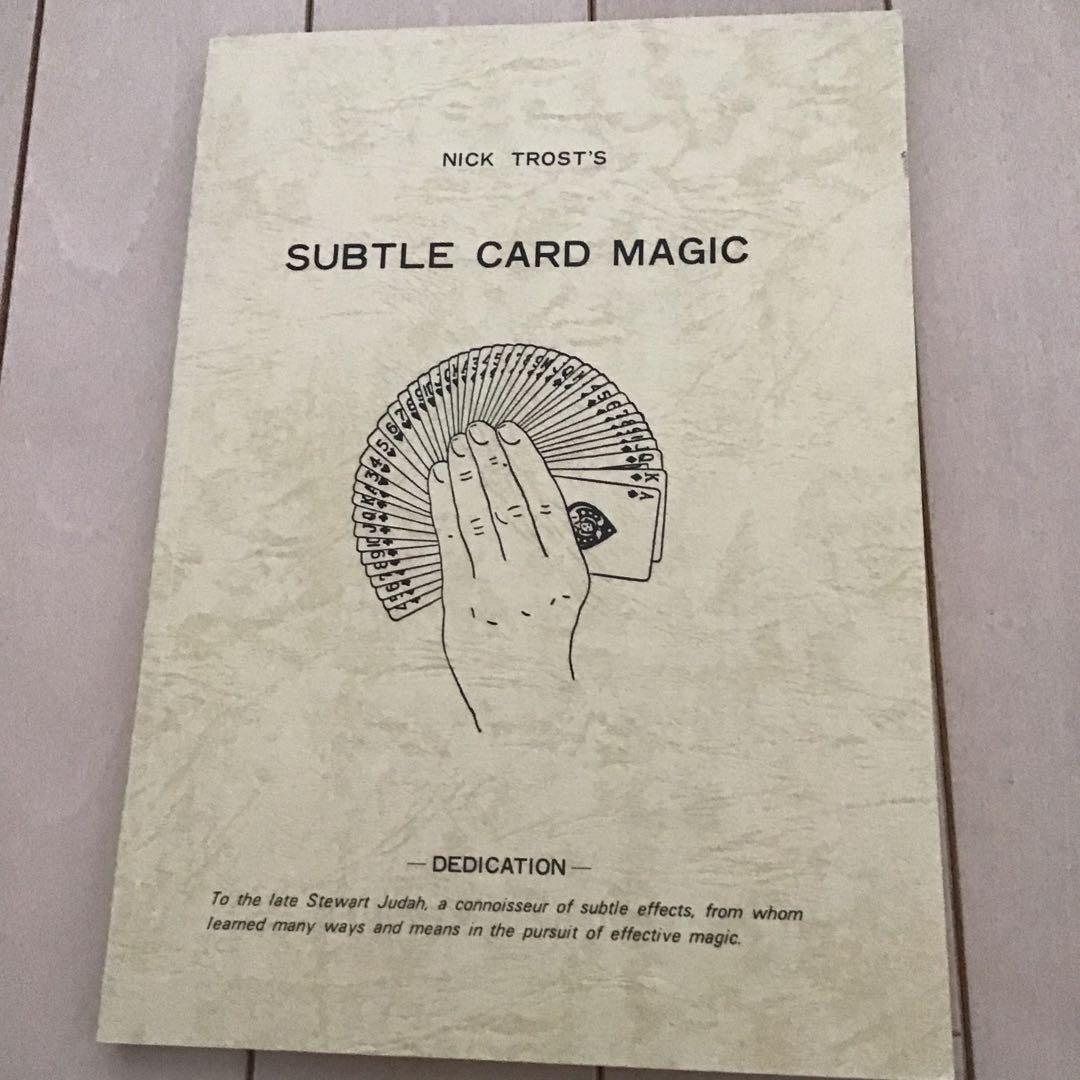 NICK TROST'S
SUBTLE CARD MAGIC
— DEDICATION —
To the late Stewart Judah, a connoisseur of subtle effects, from whom
learned many ways and means in the pursuit of effective magic.